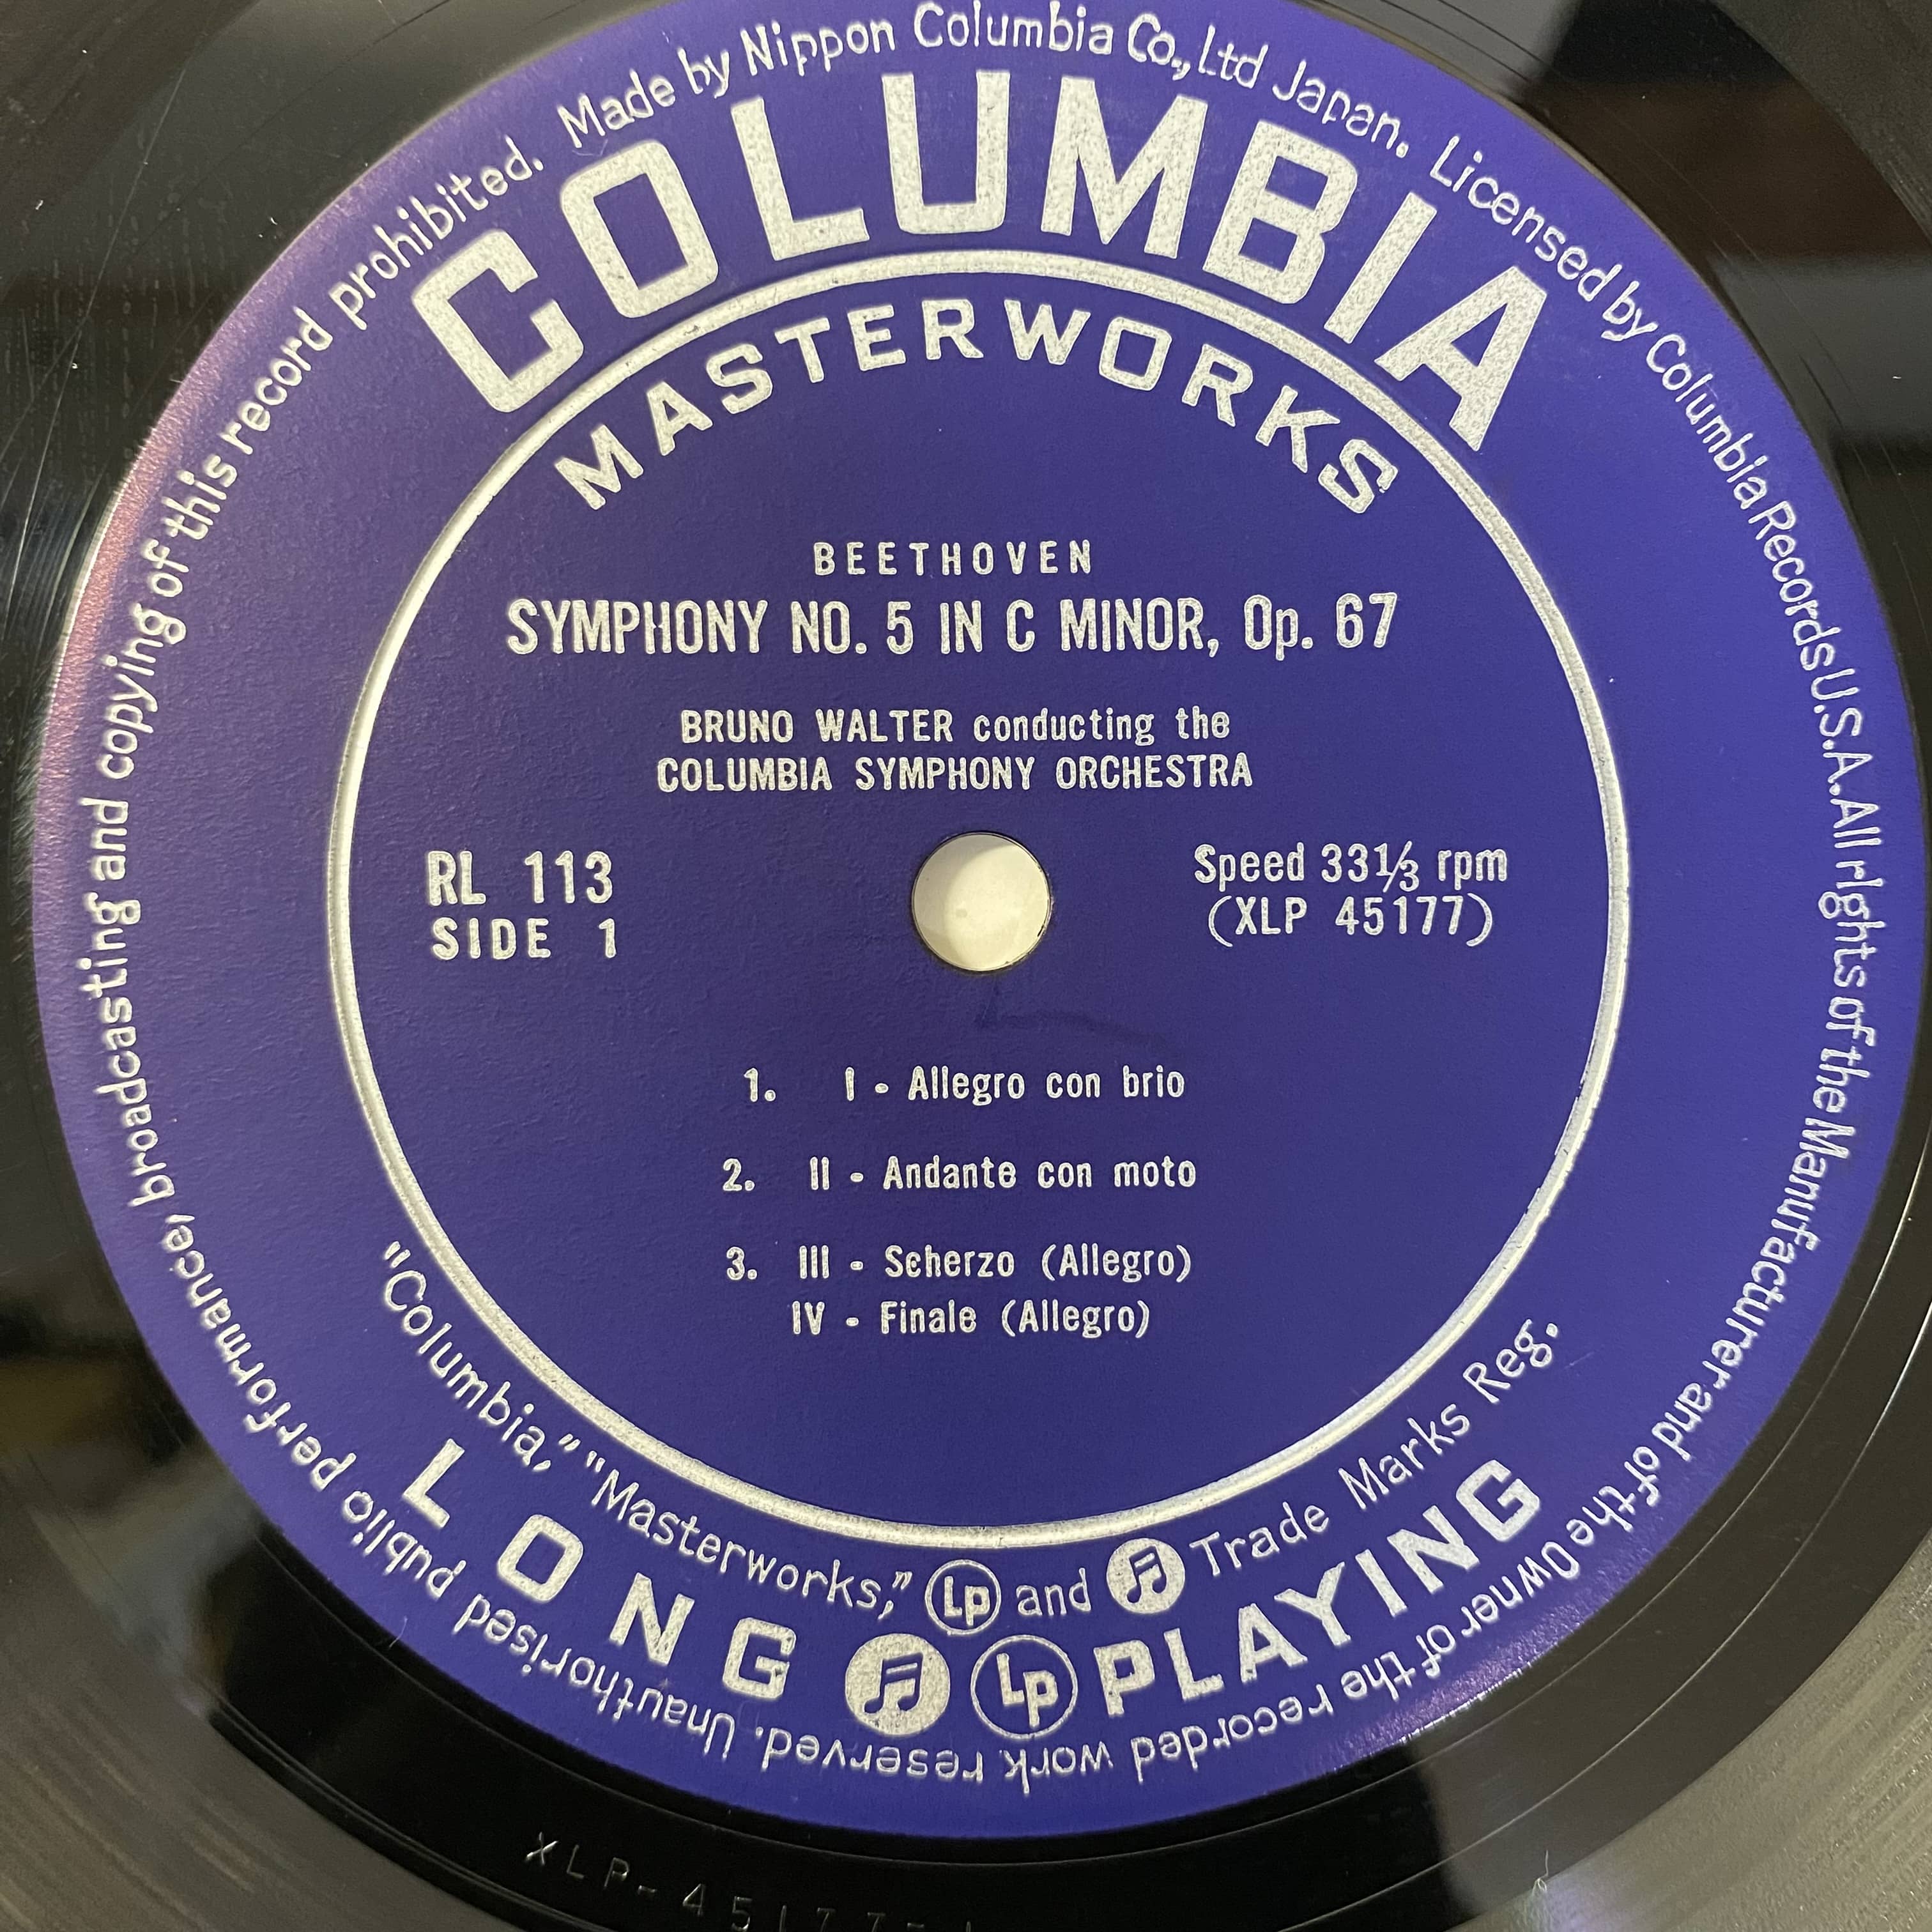 Made by Nippon Columbia Co., Ltd Japan. Licensed by Columbia Records U.S.A. All rights of the Manufacturer and of the Owner of the recorded work reserved. Unauthorised public performance, broadcasting and copying of this record prohibited.
COLUMBIA
MASTERWORKS
BEETHOVEN
SYMPHONY NO. 5 IN C MINOR, Op. 67
BRUNO WALTER conducting the
COLUMBIA SYMPHONY ORCHESTRA
RL 113
SIDE 1
Speed 33⅓ rpm
(XLP 45177)
1. I - Allegro con brio
2. II - Andante con moto
3. III - Scherzo (Allegro)
IV - Finale (Allegro)
"Columbia," "Masterworks," Lp and Trade Marks Reg.
LONG Lp PLAYING
XLP-45177-1